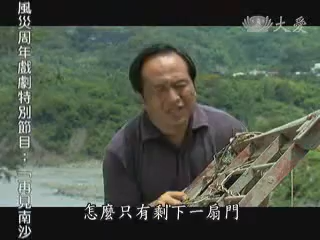 風災周年戲劇特別節目：「再見南沙
大愛
怎麼只有剩下一扇門